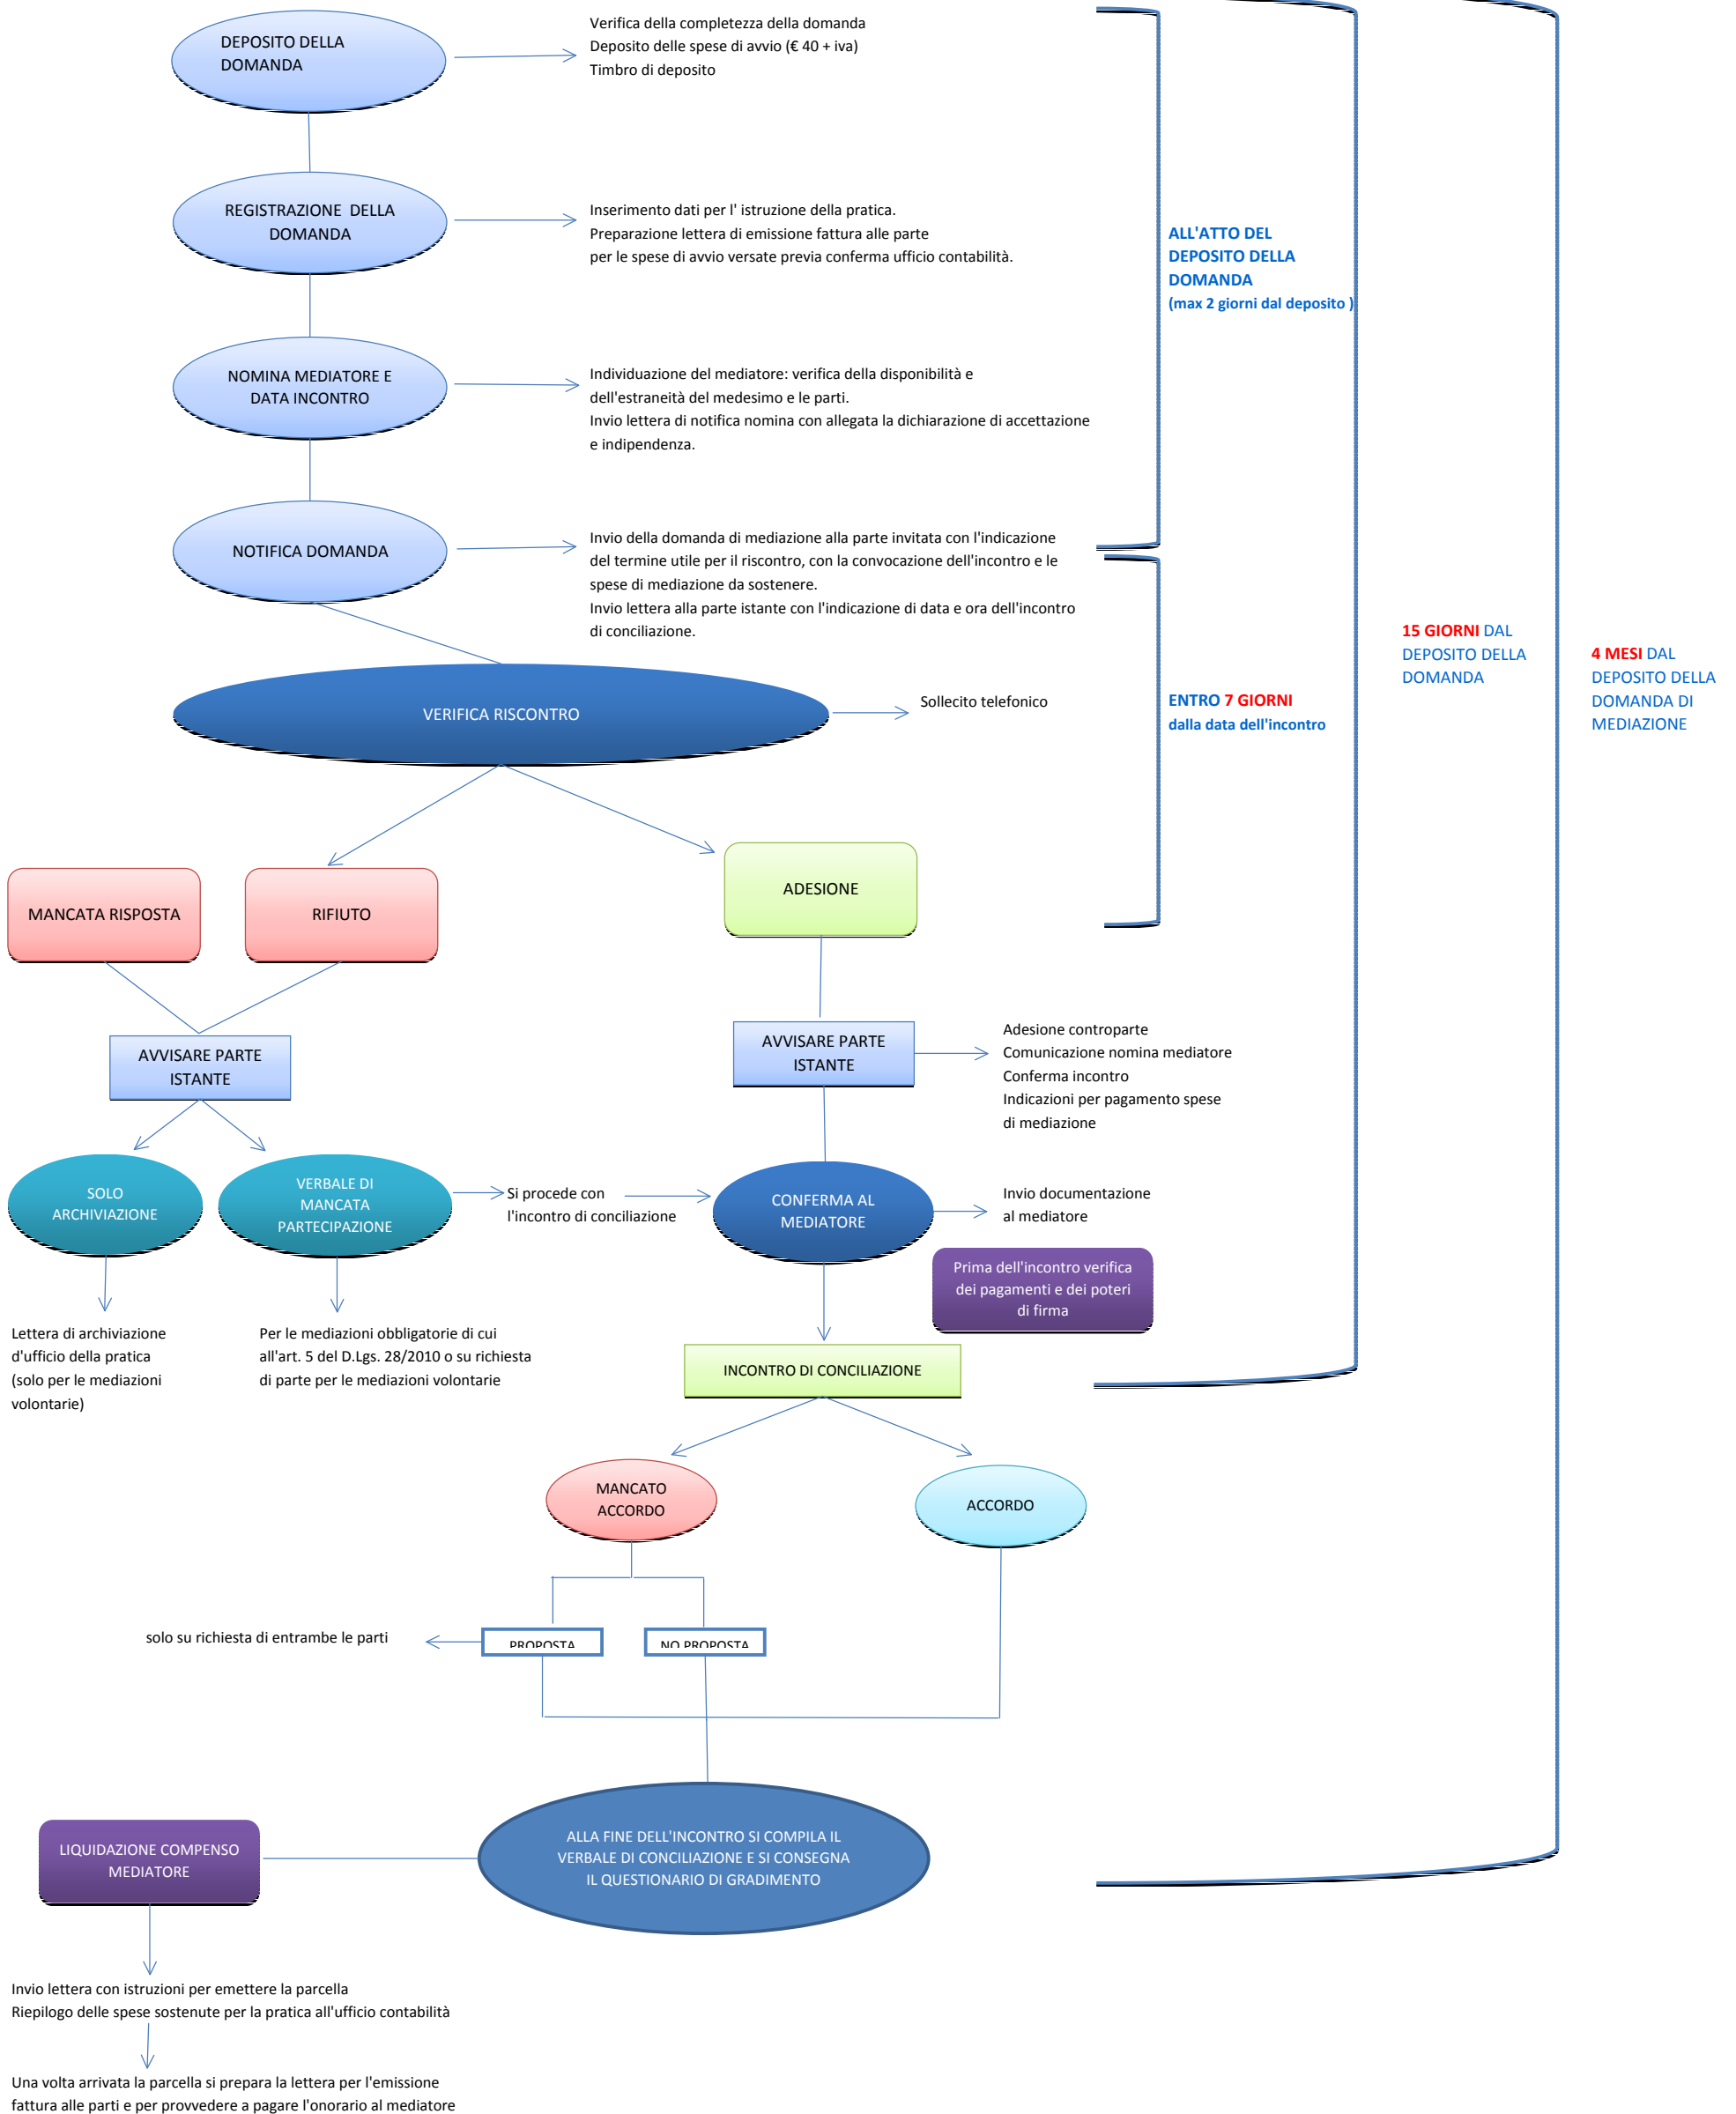 DEPOSITO DELLA
DOMANDA
Verifica della completezza della domanda
Deposito delle spese di avvio (€ 40 + iva)
Timbro di deposito
REGISTRAZIONE DELLA
DOMANDA
Inserimento dati per l' istruzione della pratica.
Preparazione lettera di emissione fattura alle parte
per le spese di avvio versate previa conferma ufficio contabilità.
ALL'ATTO DEL
DEPOSITO DELLA
DOMANDA
(max 2 giorni dal deposito )
NOMINA MEDIATORE E
DATA INCONTRO
Individuazione del mediatore: verifica della disponibilità e
dell'estraneità del medesimo e le parti.
Invio lettera di notifica nomina con allegata la dichiarazione di accettazione
e indipendenza.
NOTIFICA DOMANDA
Invio della domanda di mediazione alla parte invitata con l'indicazione
del termine utile per il riscontro, con la convocazione dell'incontro e le
spese di mediazione da sostenere.
Invio lettera alla parte istante con l'indicazione di data e ora dell'incontro
di conciliazione.
15 GIORNI DAL
DEPOSITO DELLA
DOMANDA
4 MESI DAL
DEPOSITO DELLA
DOMANDA DI
MEDIAZIONE
VERIFICA RISCONTRO
Sollecito telefonico
ENTRO 7 GIORNI
dalla data dell'incontro
MANCATA RISPOSTA
RIFIUTO
ADESIONE
AVVISARE PARTE
ISTANTE
AVVISARE PARTE
ISTANTE
Adesione controparte
Comunicazione nomina mediatore
Conferma incontro
Indicazioni per pagamento spese
di mediazione
SOLO
ARCHIVIAZIONE
VERBALE DI
MANCATA
PARTECIPAZIONE
Si procede con
l'incontro di conciliazione
CONFERMA AL
MEDIATORE
Invio documentazione
al mediatore
Prima dell'incontro verifica
dei pagamenti e dei poteri
di firma
Lettera di archiviazione
d'ufficio della pratica
(solo per le mediazioni
volontarie)
Per le mediazioni obbligatorie di cui
all'art. 5 del D.Lgs. 28/2010 o su richiesta
di parte per le mediazioni volontarie
INCONTRO DI CONCILIAZIONE
MANCATO
ACCORDO
ACCORDO
solo su richiesta di entrambe le parti
PROPOSTA
NO PROPOSTA
LIQUIDAZIONE COMPENSO
MEDIATORE
ALLA FINE DELL'INCONTRO SI COMPILA IL
VERBALE DI CONCILIAZIONE E SI CONSEGNA
IL QUESTIONARIO DI GRADIMENTO
Invio lettera con istruzioni per emettere la parcella
Riepilogo delle spese sostenute per la pratica all'ufficio contabilità
Una volta arrivata la parcella si prepara la lettera per l'emissione
fattura alle parti e per provvedere a pagare l'onorario al mediatore